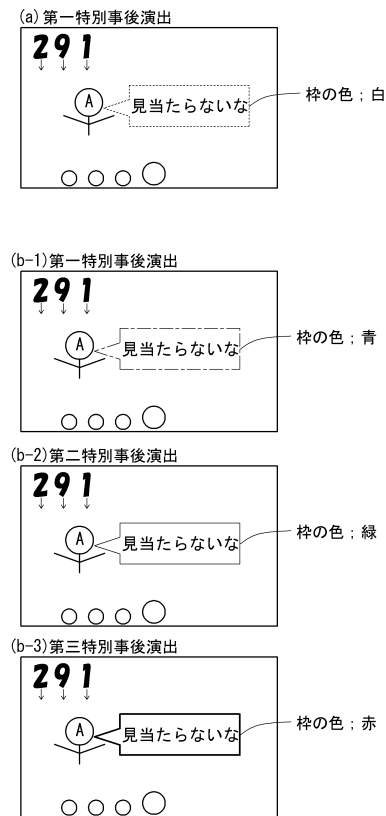 (a)第一特別事後演出
291
A
見当たらないな
枠の色；白
(b-1)第一特別事後演出
291
A
見当たらないな
枠の色；青
(b-2)第二特別事後演出
291
A
見当たらないな
枠の色；緑
(b-3)第三特別事後演出
291
A
見当たらないな
枠の色；赤